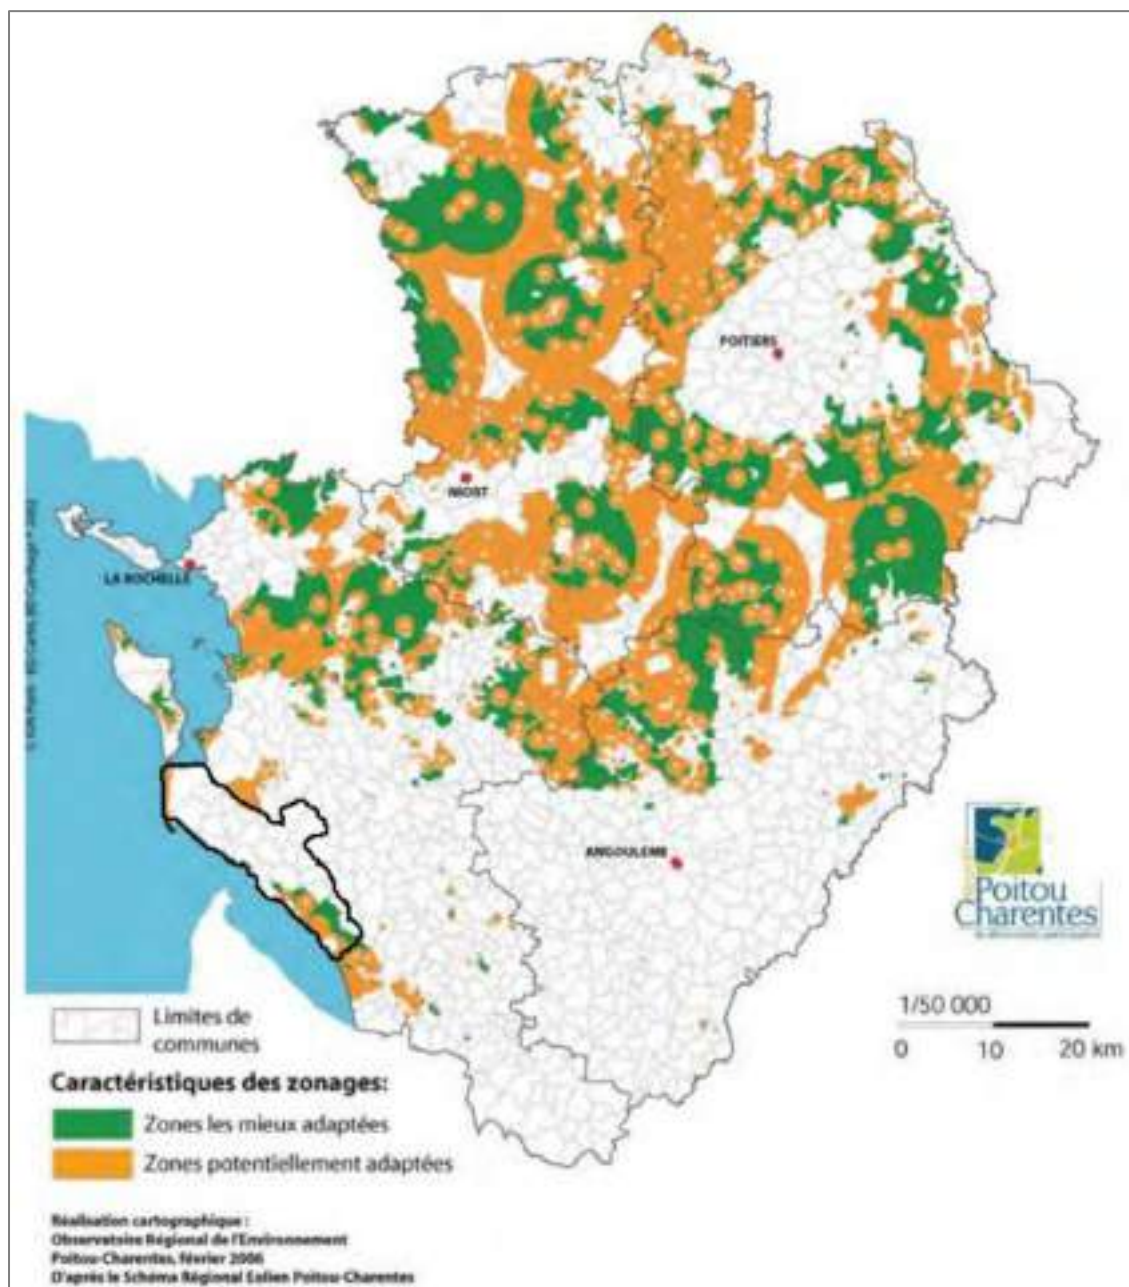 POITIERS
NIORT
LA ROCHELLE
ANGOULEME
Poitou
Charentes
Limites de
communes
1/50 000
0 10 20 km
Caractéristiques des zonages:
Zones les mieux adaptées
Zones potentiellement adaptées
Réalisation cartographique :
Observatoire Régional de l'Environnement
Poitou-Charentes, février 2006
D'après le Schéma Régional Eolien Poitou-Charentes